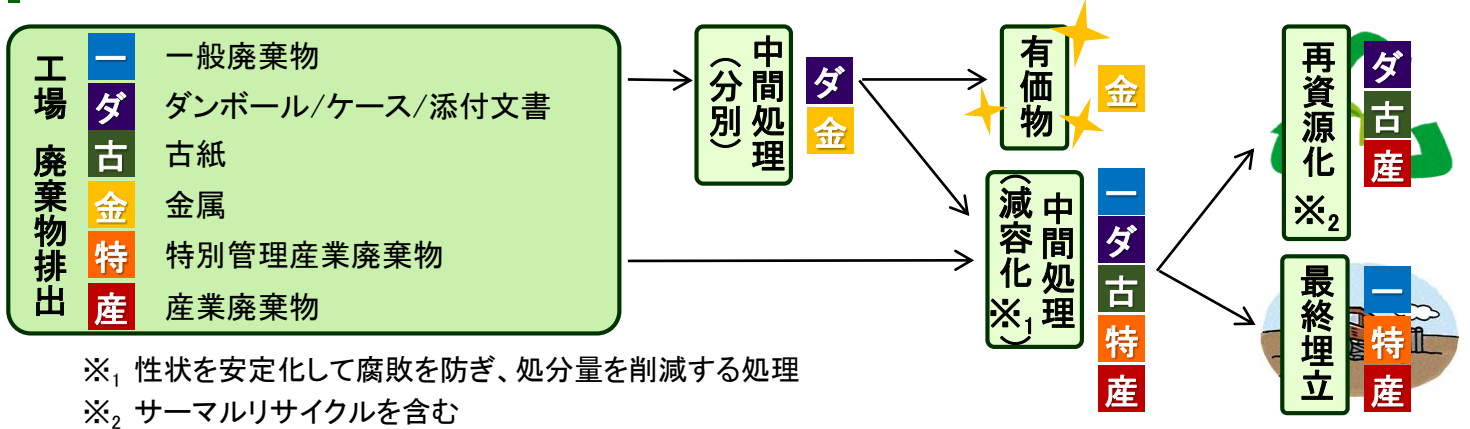 工場 廃棄物排出
一 一般廃棄物
ダ ダンボール/ケース/添付文書
古 古紙
金 金属
特 特別管理産業廃棄物
産 産業廃棄物
中間処理
(分別)
ダ
金
有価物
金
中間処理
(減容化※1)
一
ダ
古
特
産
再資源化 ※2
ダ
古
産
最終埋立
一
特
産
※1 性状を安定化して腐敗を防ぎ、処分量を削減する処理
※2 サーマルリサイクルを含む